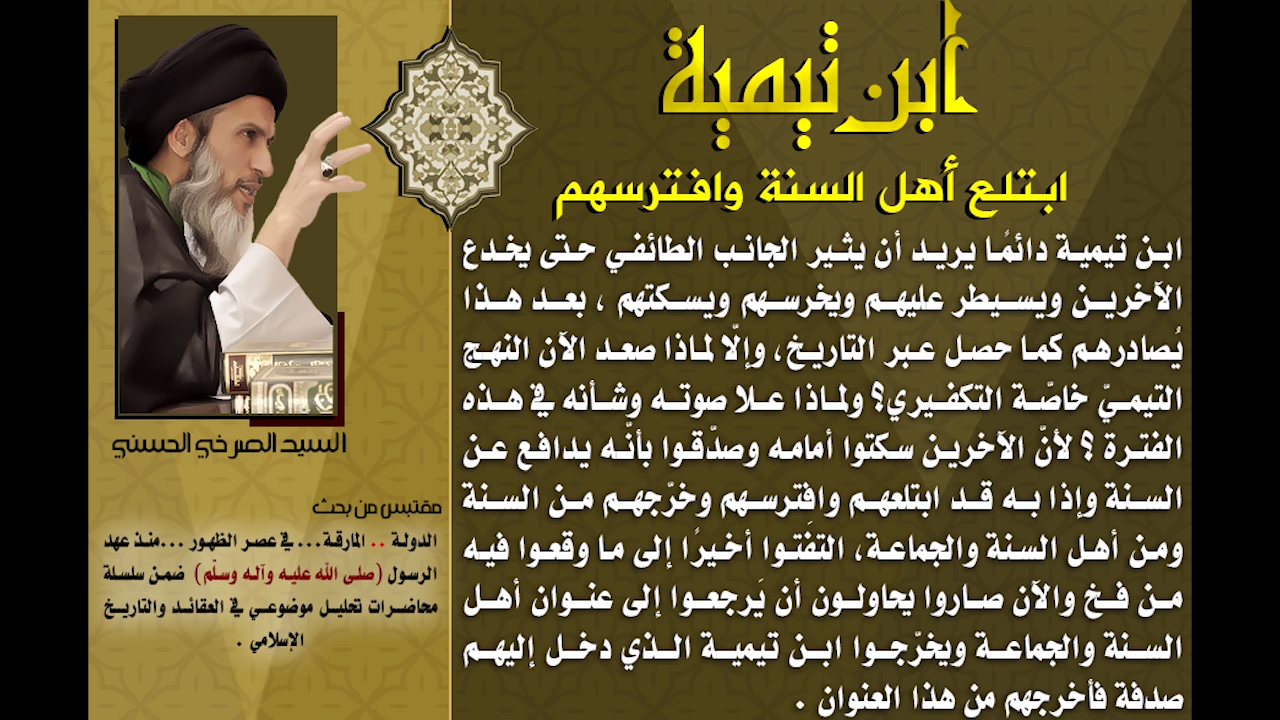 ابن تيمية
ابتلع أهل السنة وافترسهم
ابن تيمية دائمًا يريد أن يثير الجانب الطائفي حتى يخدع
الآخرين ويسيطر عليهم ويخرسهم ويسكتهم ، بعد هذا
يُصادرهم كما حصل عبر التاريخ، وإلّا لماذا صعد الآن النهج
التيميّ خاصّة التكفيري؟ ولماذا علا صوته وشأنه في هذه
الفترة ؟ لأنّ الآخرين سكتوا أمامه وصدّقوا بأنّه يدافع عن
السنة وإذا به قد ابتلعهم وافترسهم وخرّجهم من السنة
ومن أهل السنة والجماعة، التفَتوا أخيرًا إلى ما وقعوا فيه
من فخ والآن صاروا يحاولون أن يَرجعوا إلى عنوان أهل
السنة والجماعة ويخرّجوا ابن تيمية الذي دخل إليهم
صدفة فأخرجهم من هذا العنوان .
السيد الصرخي الحسني
مقتبس من بحث
الدولة .. المارقة... في عصر الظهور ...منذ عهد
الرسول (صلى الله عليه وآله وسلّم) ضمن سلسلة
محاضرات تحليل موضوعي في العقائد والتاريخ
الإسلامي .